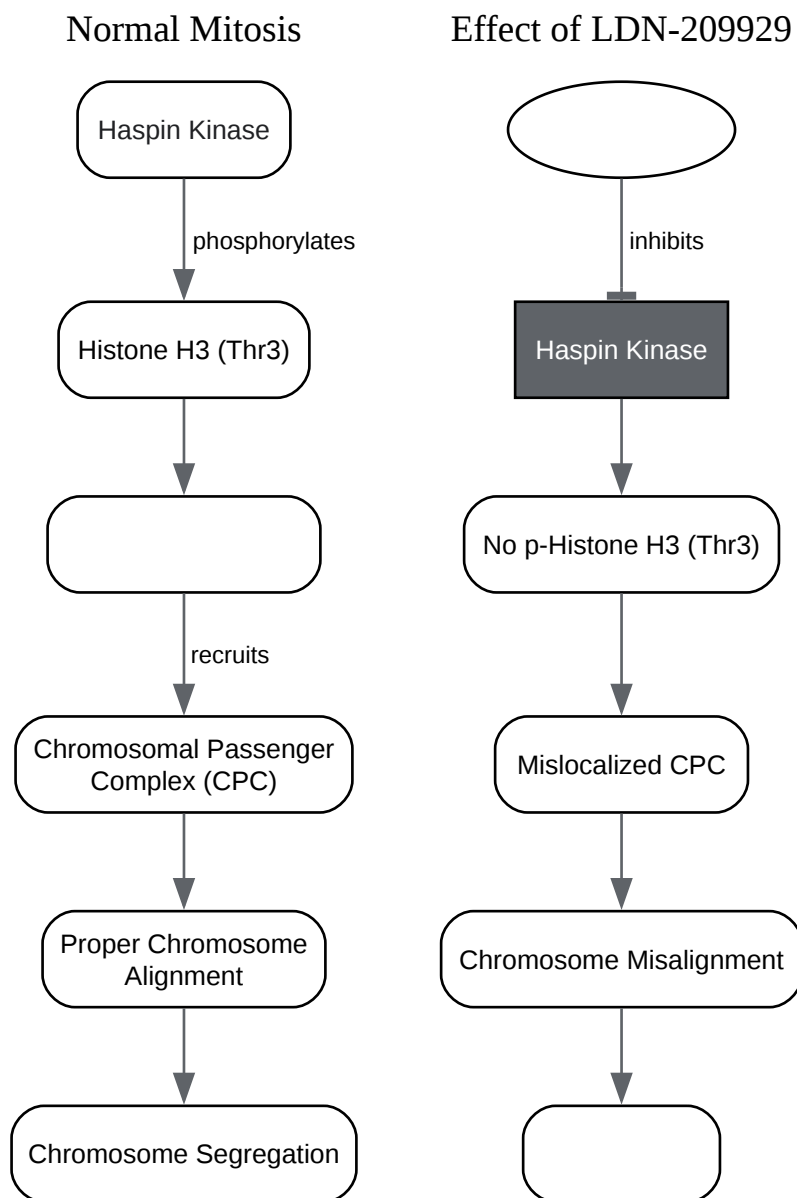 Normal Mitosis
Haspin Kinase
phosphorylates
Histone H3 (Thr3)
recruits
Chromosomal Passenger
Complex (CPC)
Proper Chromosome
Alignment
Chromosome Segregation
Effect of LDN-209929
inhibits
Haspin Kinase
No p-Histone H3 (Thr3)
Mislocalized CPC
Chromosome Misalignment